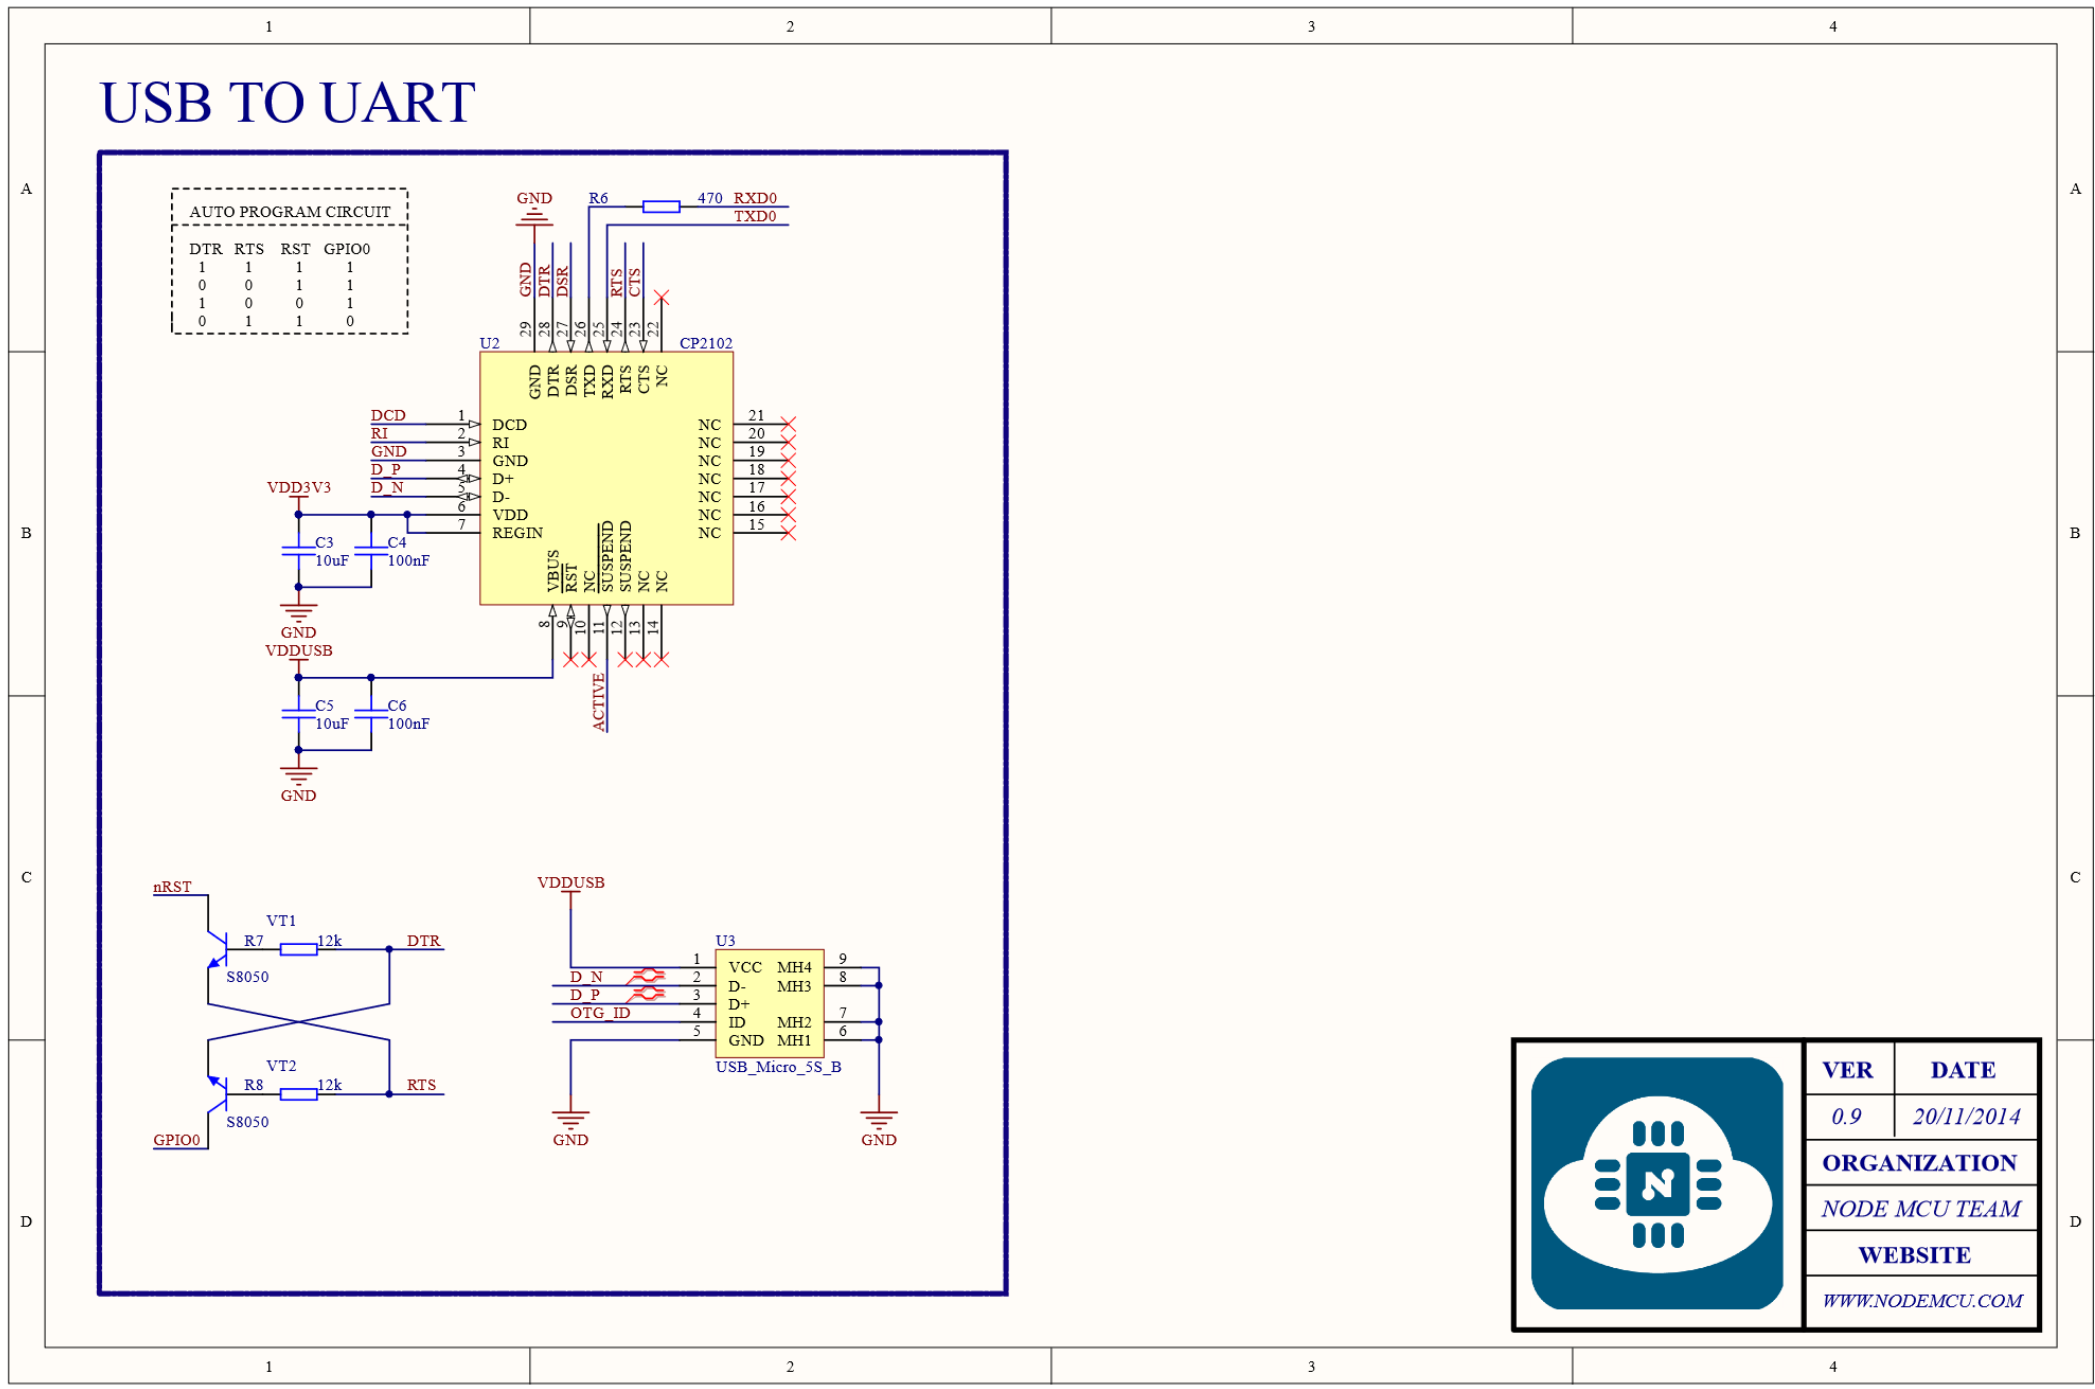 1 2 3 4
USB TO UART
A A
AUTO PROGRAM CIRCUIT
DTR RTS RST GPIO0
1 1 1 1
0 0 1 1
1 0 0 1
0 1 1 0
GND
R6 470 RXD0
TXD0
GND DTR DSR RTS CTS
29 28 27 26 25 24 23 22
U2 CP2102
GND DTR DSR TXD RXD RTS CTS NC
DCD 1 DCD NC 21
RI 2 RI NC 20
GND 3 GND NC 19
D_P 4 D+ NC 18
D_N 5 D- NC 17
VDD3V3
6 VDD NC 16
7 REGIN NC 15
B B
C3 C4
10uF 100nF
VBUS RST NC SUSPEND SUSPEND NC NC
8 9 10 11 12 13 14
GND
VDDUSB
ACTIVE
C5 C6
10uF 100nF
GND
C C
nRST
VT1
R7 12k DTR
S8050
VT2
R8 12k RTS
S8050
GPIO0
VDDUSB
U3
1 VCC MH4 9
D_N 2 D- MH3 8
D_P 3 D+
OTG_ID 4 ID MH2 7
5 GND MH1 6
USB_Micro_5S_B
GND GND
D D
VER DATE
0.9 20/11/2014
ORGANIZATION
NODE MCU TEAM
WEBSITE
WWW.NODEMCU.COM
N
1 2 3 4